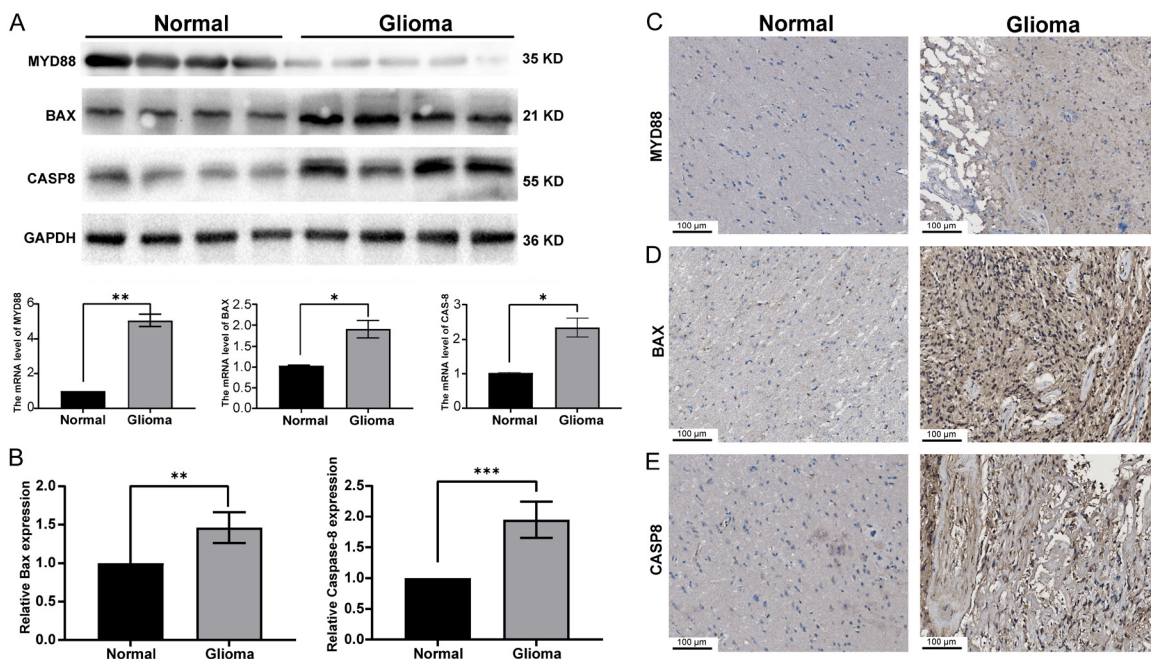 A
Normal
Glioma
MYD88
35 KD
BAX
21 KD
CASP8
55 KD
GAPDH
36 KD
The mRNA level of MYD88
6
4
2
0
**
Normal
Glioma
The mRNA level of BAX
2.5
2.0
1.5
1.0
0.5
0.0
*
Normal
Glioma
The mRNA level of CAS-8
3
2
1
0
*
Normal
Glioma
B
Relative Bax expression
2.0
1.5
1.0
0.5
0.0
**
Normal
Glioma
Relative Caspase-8 expression
2.5
2.0
1.5
1.0
0.5
0.0
***
Normal
Glioma
C
Normal
Glioma
MYD88
100 µm
100 µm
D
BAX
100 µm
100 µm
E
CASP8
100 µm
100 µm